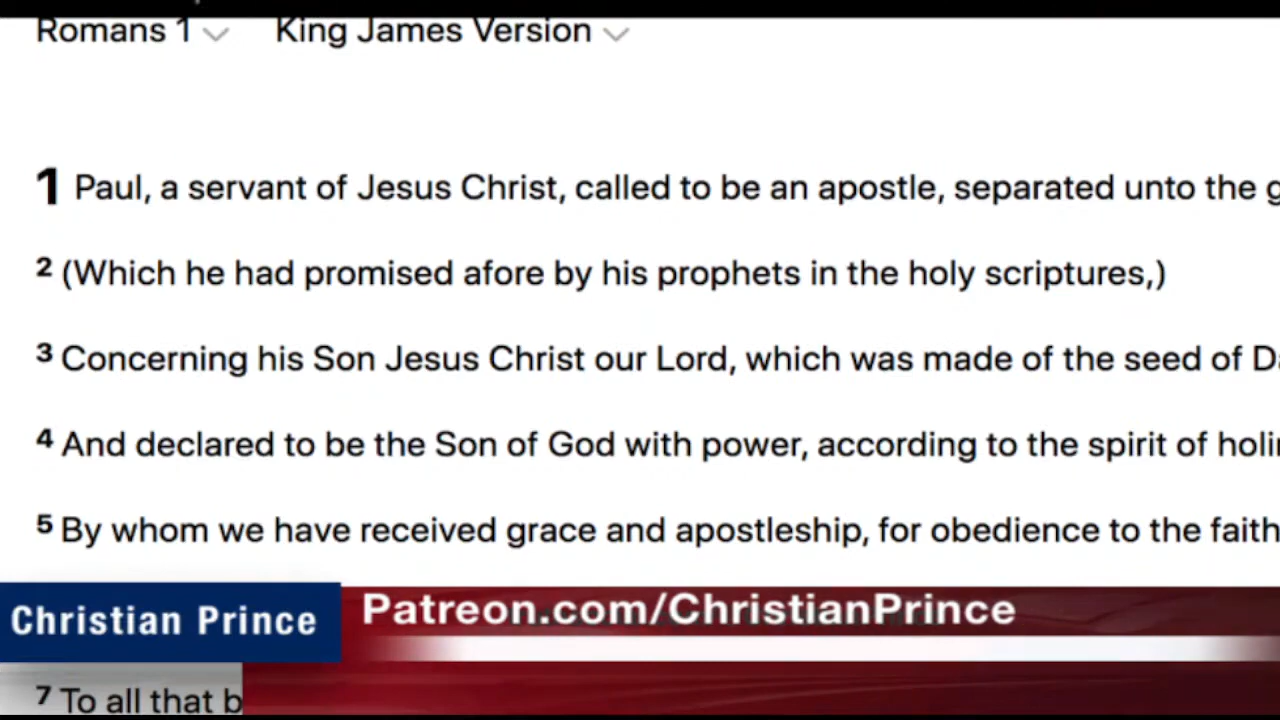 Romans 1 King James Version
1 Paul, a servant of Jesus Christ, called to be an apostle, separated unto the g
2 (Which he had promised afore by his prophets in the holy scriptures,)
3 Concerning his Son Jesus Christ our Lord, which was made of the seed of
4 And declared to be the Son of God with power, according to the spirit of
5 By whom we have received grace and apostleship, for obedience to the faith
Christian Prince
Patreon.com/ChristianPrince
7 To all that b